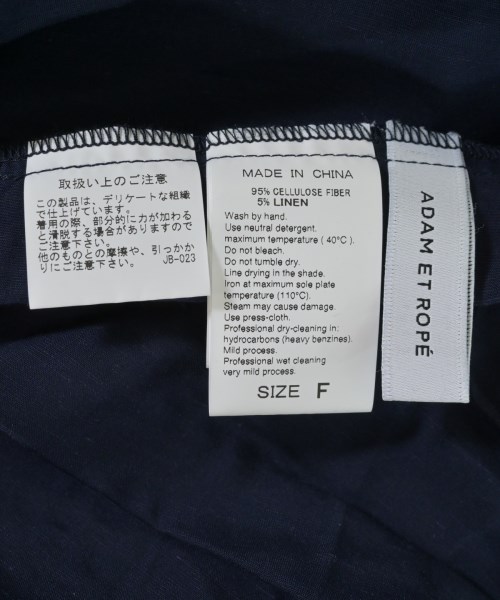 取扱い上のご注意
この製品は、デリケートな組織
で仕上げています。
着用の際、部分的に力が加わる
と滑脱する場合がありますので
ご注意下さい。
他のものとの摩擦や、引っかか
りにご注意下さい。 JB-023
MADE IN CHINA
95% CELLULOSE FIBER
5% LINEN
Wash by hand.
Use neutral detergent.
maximum temperature ( 40°C ).
Do not bleach.
Do not tumble dry.
Line drying in the shade.
Iron at maximum sole plate
temperature (110°C).
Steam may cause damage.
Use press-cloth.
Professional dry-cleaning in:
hydrocarbons (heavy benzines).
Mild process.
Professional wet cleaning
very mild process.
SIZE F
ADAM ET ROPÉ